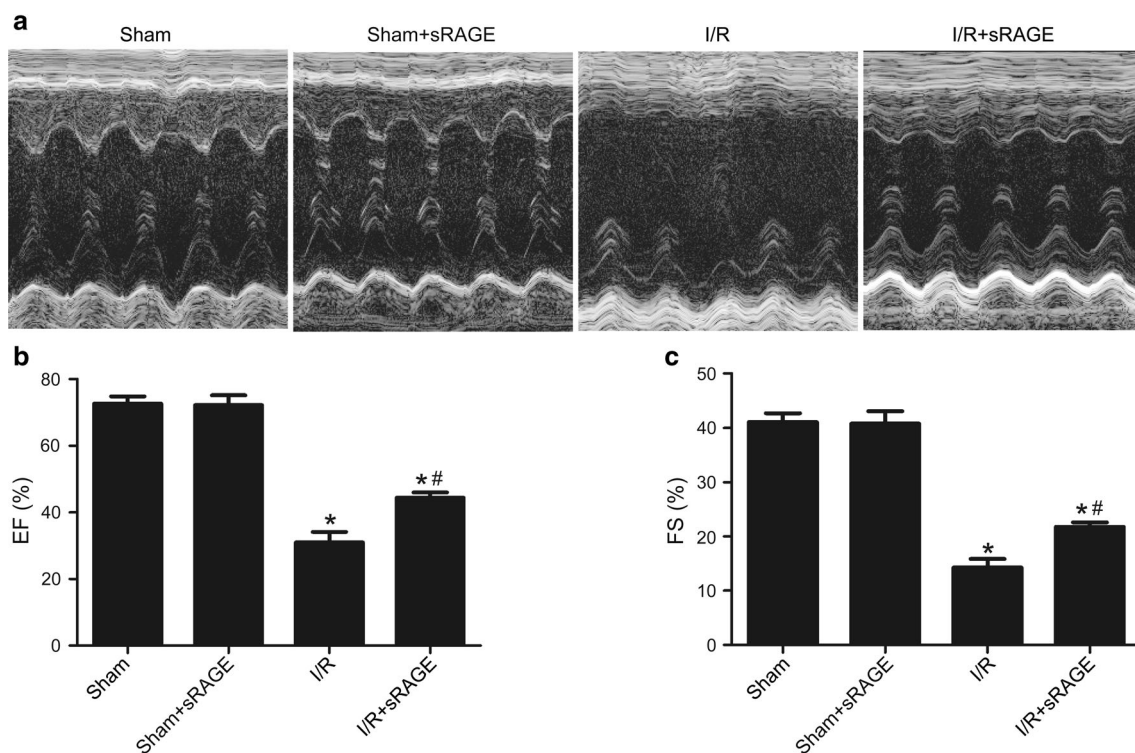 a
Sham
Sham+sRAGE
I/R
I/R+sRAGE
b
80
60
40
20
0
EF (%)
*
* #
Sham
Sham+sRAGE
I/R
I/R+sRAGE
c
50
40
30
20
10
0
FS (%)
*
* #
Sham
Sham+sRAGE
I/R
I/R+sRAGE